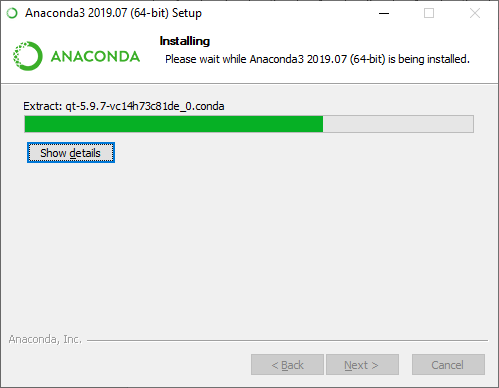 Anaconda3 2019.07 (64-bit) Setup
ANACONDA
Installing
Please wait while Anaconda3 2019.07 (64-bit) is being installed.
Extract: qt-5.9.7-vc14h73c81de_0.conda
Show details
Anaconda, Inc.
< Back
Next >
Cancel